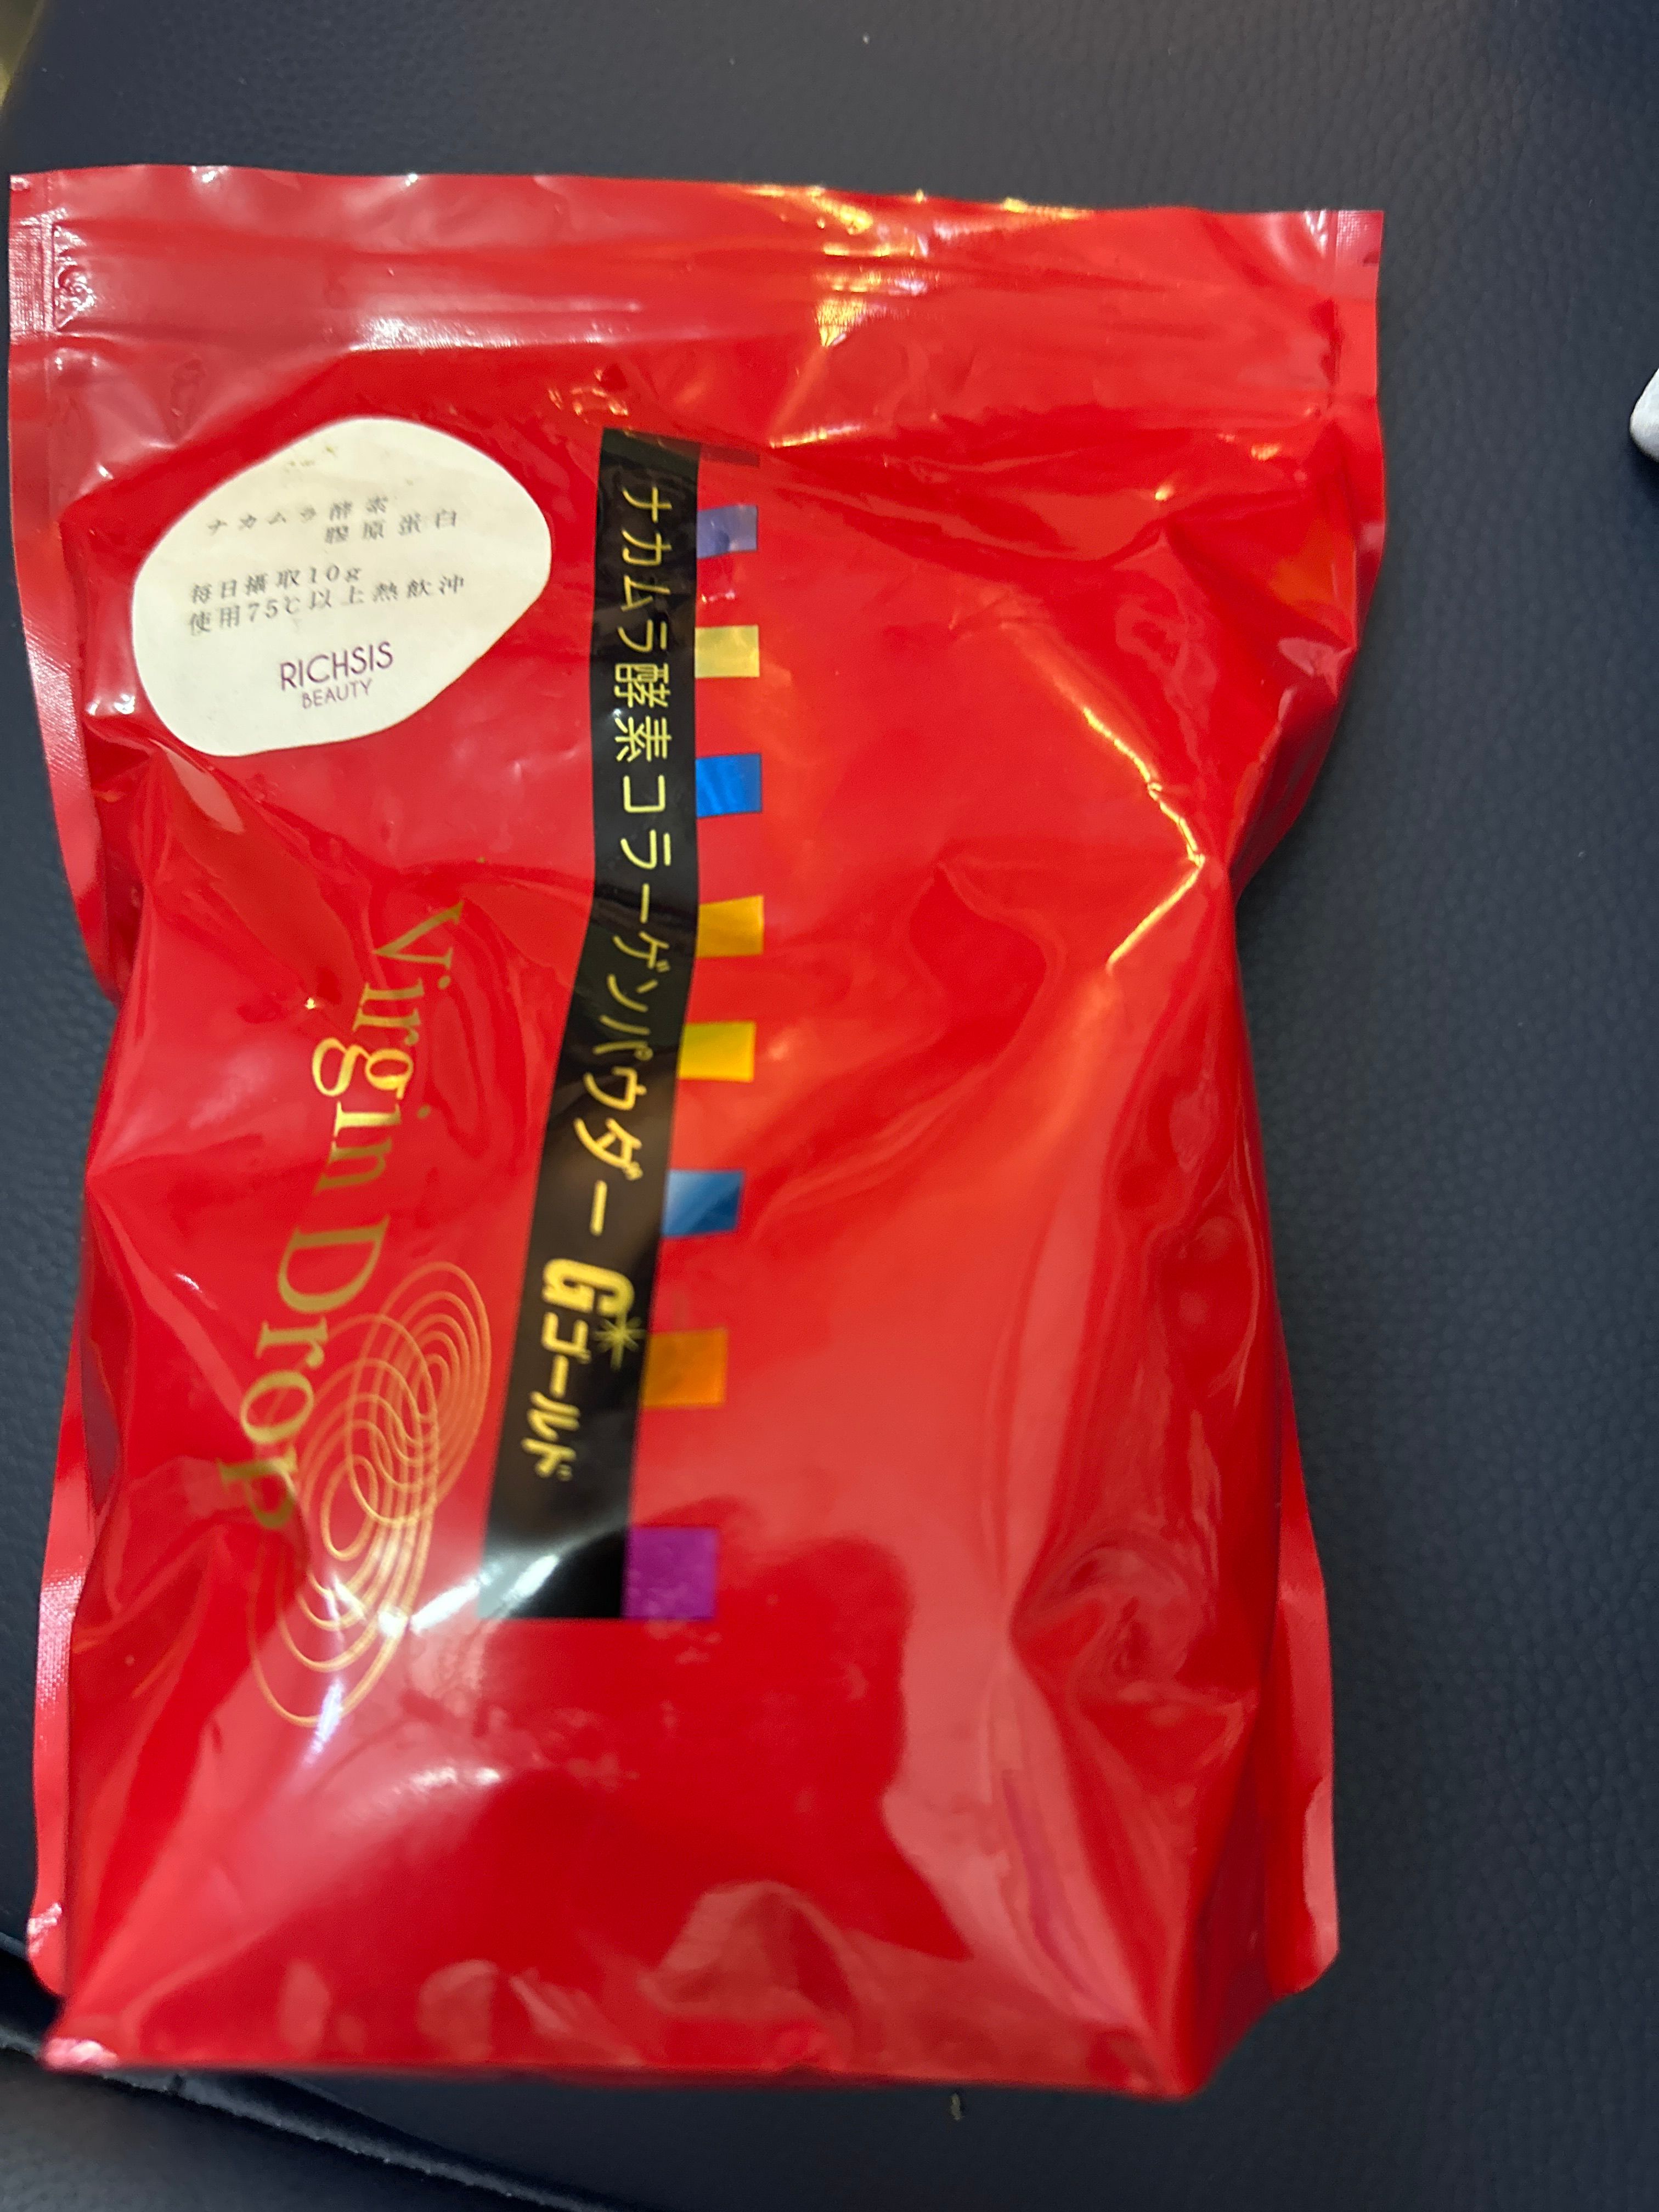 ナカムラ酵素
膠原蛋白
每日攝取10g
使用75℃以上熱飲沖
RICHSIS
BEAUTY
ナカムラ酵素コラーゲンパウダー Gゴールド
Virgin Drop